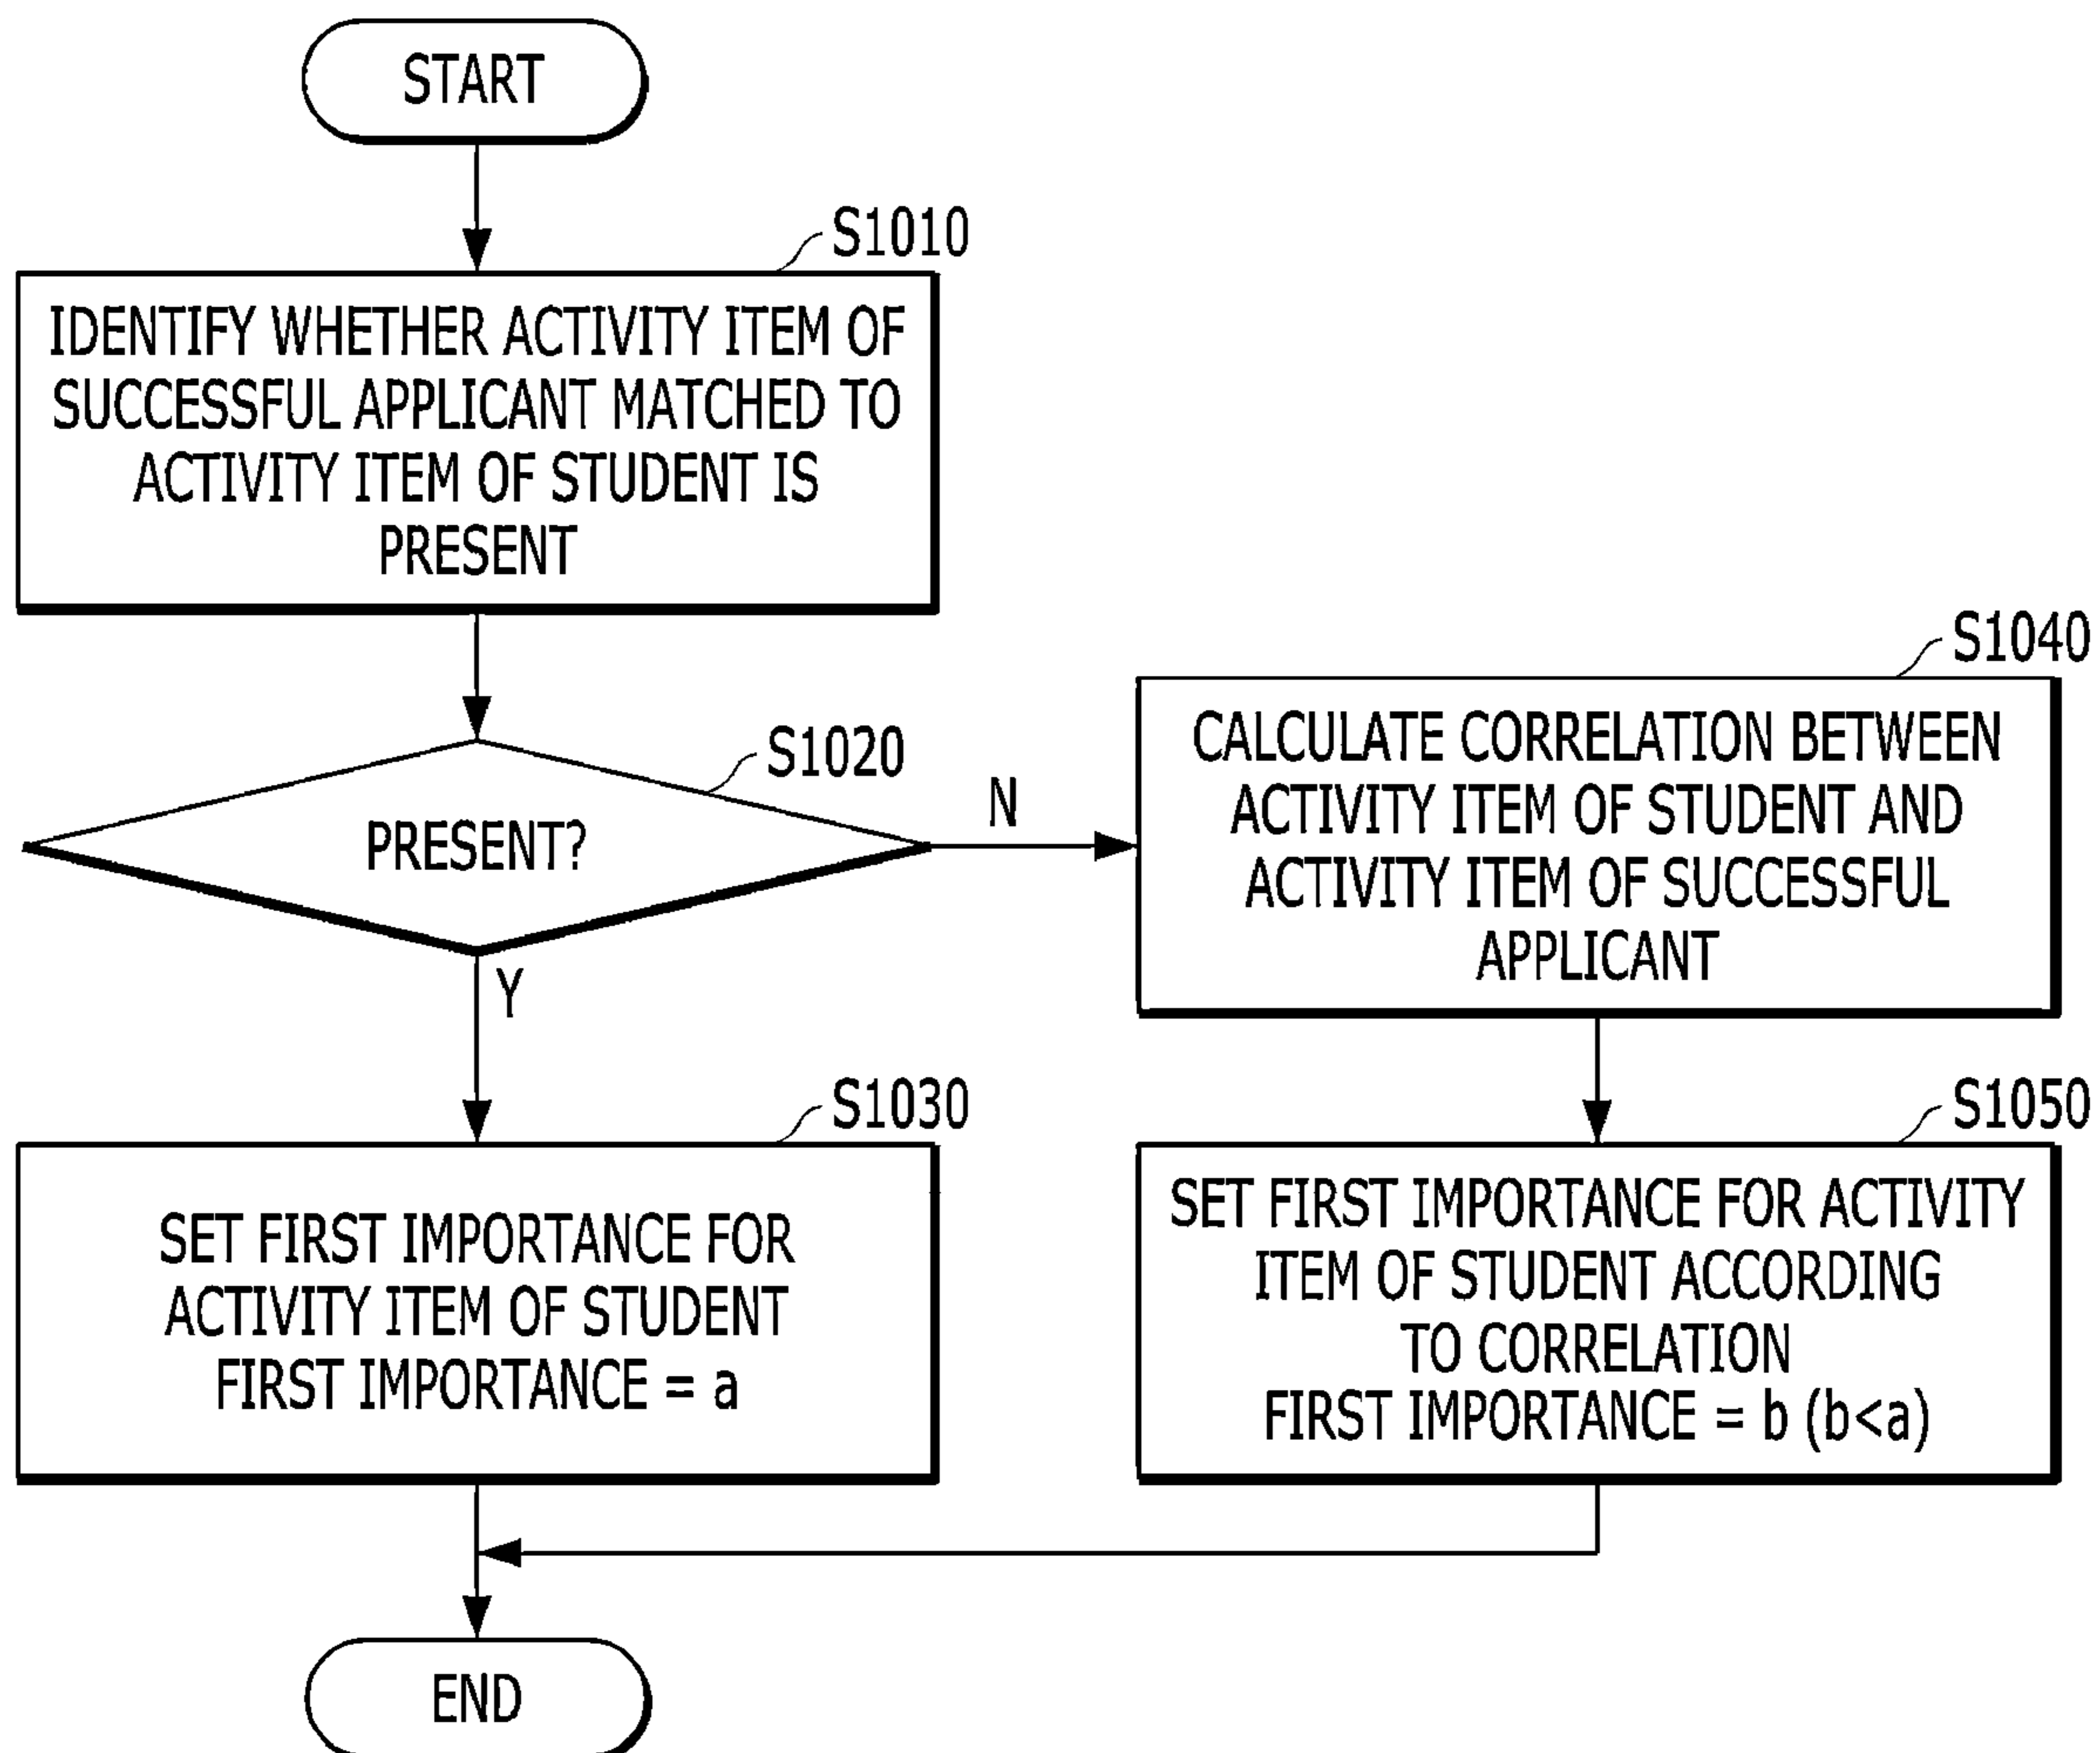 START
S1010
IDENTIFY WHETHER ACTIVITY ITEM OF
SUCCESSFUL APPLICANT MATCHED TO
ACTIVITY ITEM OF STUDENT IS
PRESENT
S1020
PRESENT?
N
Y
S1040
CALCULATE CORRELATION BETWEEN
ACTIVITY ITEM OF STUDENT AND
ACTIVITY ITEM OF SUCCESSFUL
APPLICANT
S1030
SET FIRST IMPORTANCE FOR
ACTIVITY ITEM OF STUDENT
FIRST IMPORTANCE = a
S1050
SET FIRST IMPORTANCE FOR ACTIVITY
ITEM OF STUDENT ACCORDING
TO CORRELATION
FIRST IMPORTANCE = b (b<a)
END